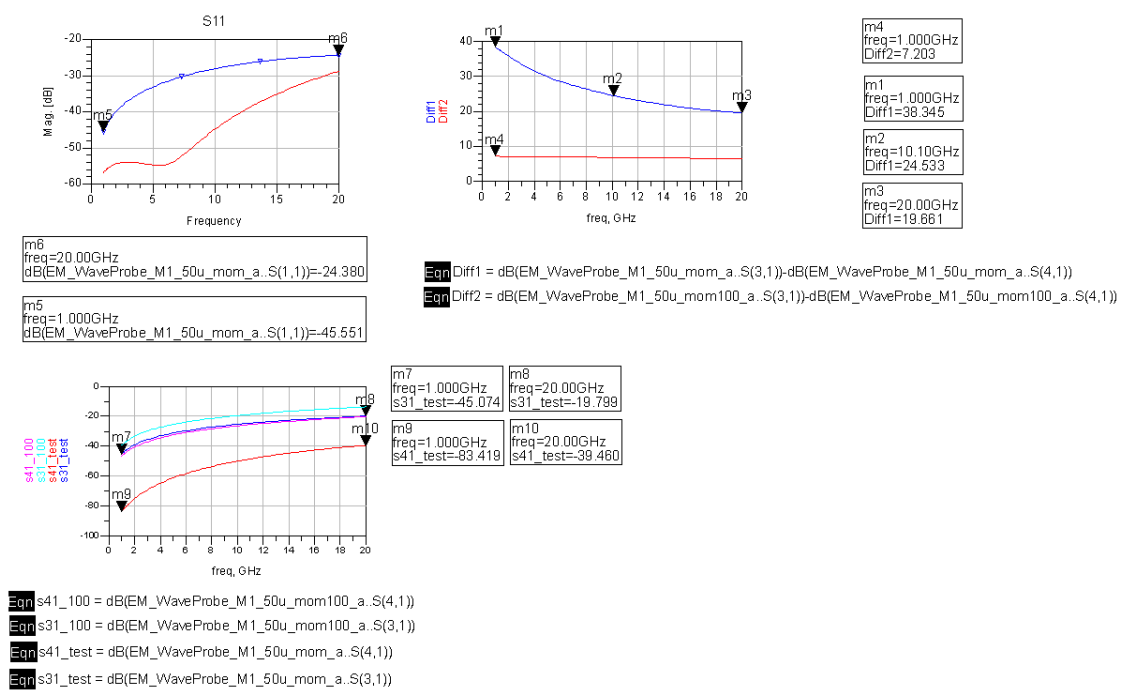 S11
-20
-30
-40
-50
-60
Mag. [dB]
m5
m6
0 5 10 15 20
Frequency
m6
freq=20.00GHz
dB(EM_WaveProbe_M1_50u_mom_a..S(1,1))=-24.380
m5
freq=1.000GHz
dB(EM_WaveProbe_M1_50u_mom_a..S(1,1))=-45.551
40
30
20
10
0
Diff1
Diff2
m1
m2
m3
m4
0 2 4 6 8 10 12 14 16 18 20
freq, GHz
m4
freq=1.000GHz
Diff2=7.203
m1
freq=1.000GHz
Diff1=38.345
m2
freq=10.10GHz
Diff1=24.533
m3
freq=20.00GHz
Diff1=19.661
Eqn Diff1 = dB(EM_WaveProbe_M1_50u_mom_a..S(3,1))-dB(EM_WaveProbe_M1_50u_mom_a..S(4,1))
Eqn Diff2 = dB(EM_WaveProbe_M1_50u_mom100_a..S(3,1))-dB(EM_WaveProbe_M1_50u_mom100_a..S(4,1))
0
-20
-40
-60
-80
-100
s41_100
s31_100
s41_test
s31_test
m7
m8
m10
m9
0 2 4 6 8 10 12 14 16 18 20
freq, GHz
m7
freq=1.000GHz
s31_test=-45.074
m8
freq=20.00GHz
s31_test=-19.799
m9
freq=1.000GHz
s41_test=-83.419
m10
freq=20.00GHz
s41_test=-39.460
Eqn s41_100 = dB(EM_WaveProbe_M1_50u_mom100_a..S(4,1))
Eqn s31_100 = dB(EM_WaveProbe_M1_50u_mom100_a..S(3,1))
Eqn s41_test = dB(EM_WaveProbe_M1_50u_mom_a..S(4,1))
Eqn s31_test = dB(EM_WaveProbe_M1_50u_mom_a..S(3,1))